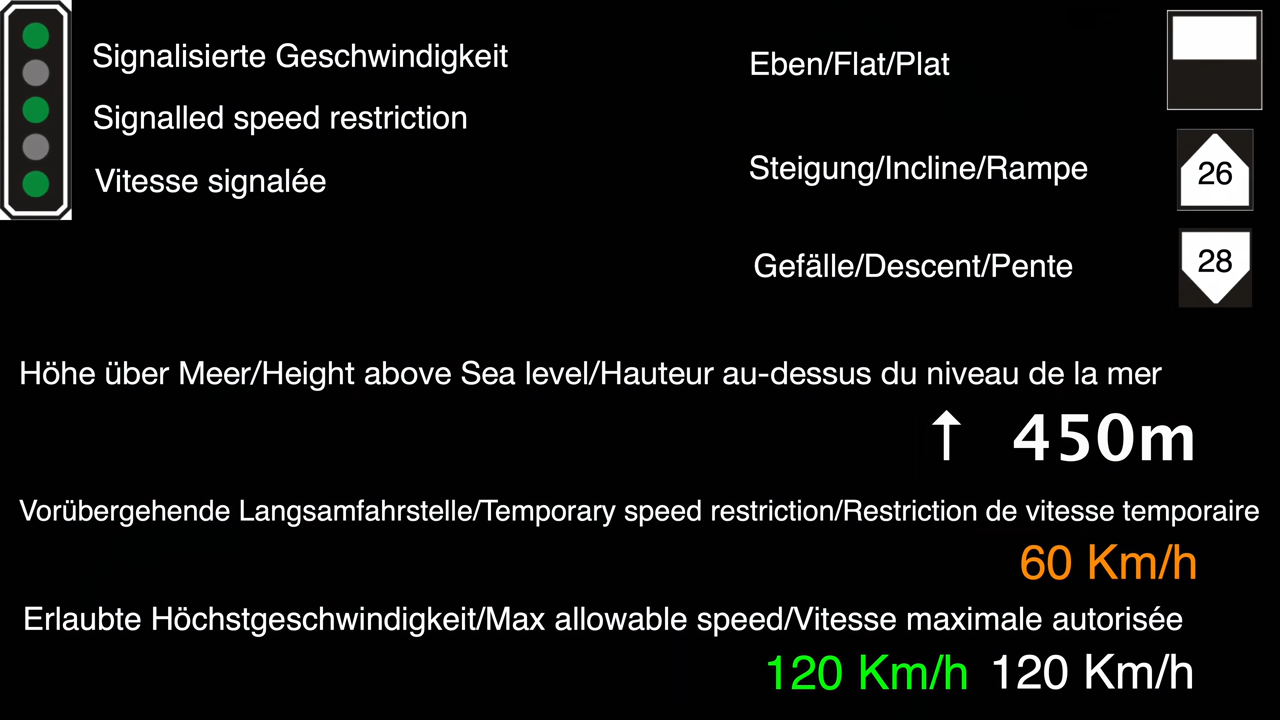 Signalisierte Geschwindigkeit
Signalled speed restriction
Vitesse signalée
Eben/Flat/Plat
Steigung/Incline/Rampe
26
Gefälle/Descent/Pente
28
Höhe über Meer/Height above Sea level/Hauteur au-dessus du niveau de la mer
↑ 450m
Vorübergehende Langsamfahrstelle/Temporary speed restriction/Restriction de vitesse temporaire
60 Km/h
Erlaubte Höchstgeschwindigkeit/Max allowable speed/Vitesse maximale autorisée
120 Km/h 120 Km/h